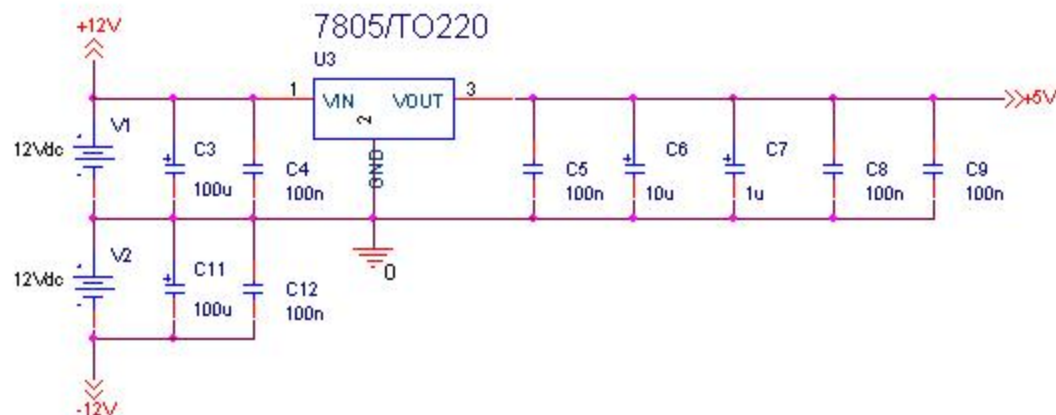 7805/TO220
+12V
U3
1
VIN
VOUT
3
2
GND
+5V
V1
12Vdc
C3
100u
C4
100n
C5
100n
C6
10u
C7
1u
C8
100n
C9
100n
0
V2
12Vdc
C11
100u
C12
100n
-12V